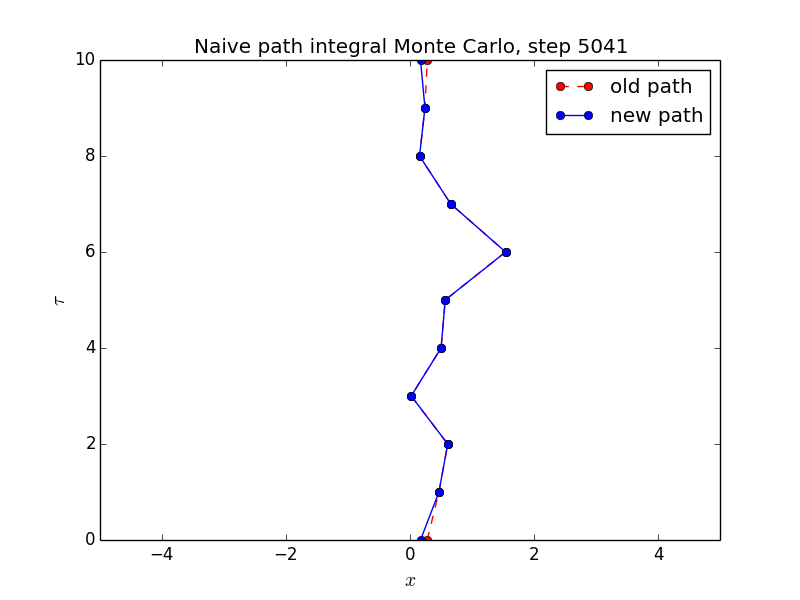 Naive path integral Monte Carlo, step 5041
10
old path
new path
8
6
τ
4
2
0
−4
−2
0
2
4
x